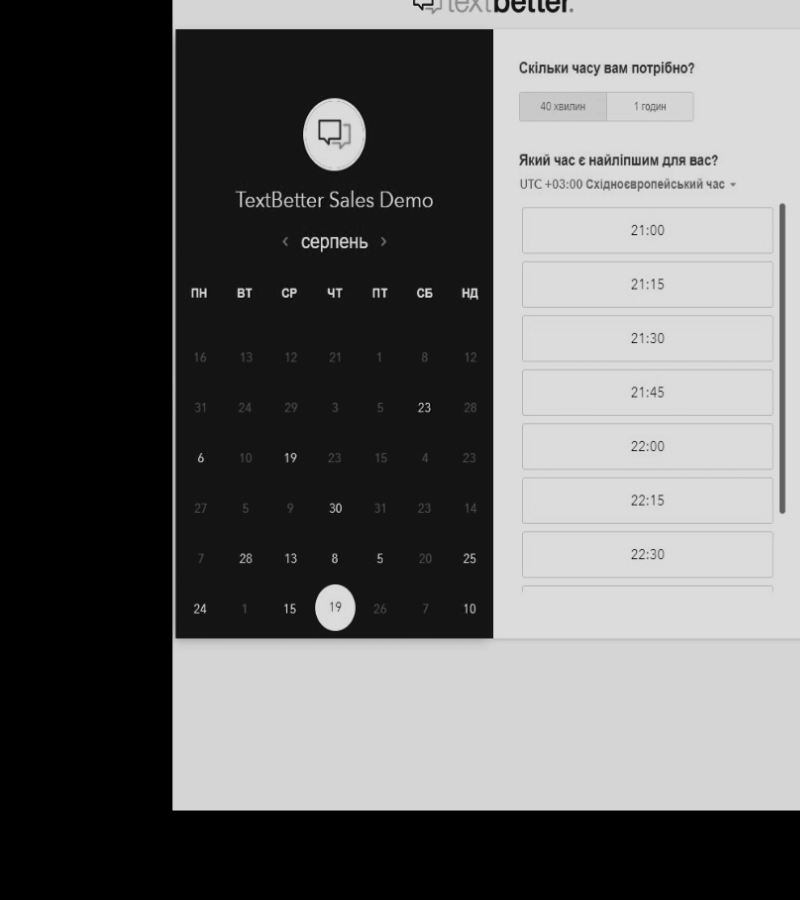 textbetter.
TextBetter Sales Demo
‹ серпень ›
ПН ВТ СР ЧТ ПТ СБ НД
16 13 12 21 1 8 12
31 24 29 3 5 23 28
6 10 19 23 15 4 23
27 5 9 30 31 23 14
7 28 13 8 5 20 25
24 1 15 19 26 7 10
Скільки часу вам потрібно?
40 хвилин 1 годин
Який час є найліпшим для вас?
UTC +03:00 Східноєвропейський час
21:00
21:15
21:30
21:45
22:00
22:15
22:30